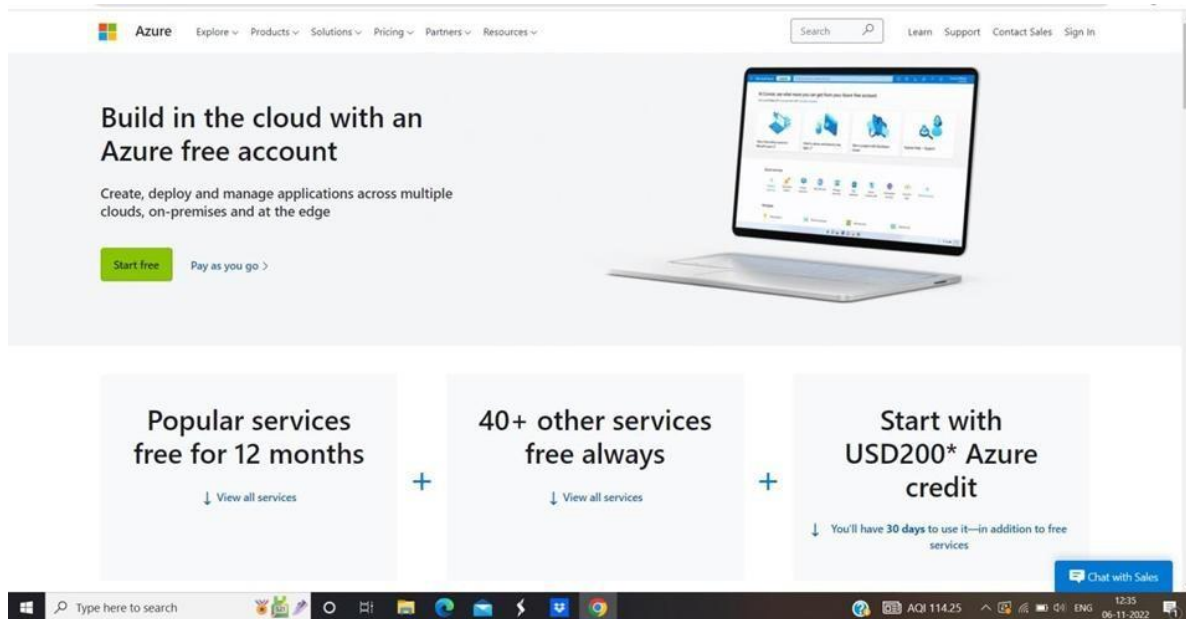 Azure
Explore Products Solutions Pricing Partners Resources
Search
Learn Support Contact Sales Sign In
Build in the cloud with an
Azure free account
Create, deploy and manage applications across multiple
clouds, on-premises and at the edge
Start free
Pay as you go >
Popular services
free for 12 months
↓ View all services
+
40+ other services
free always
↓ View all services
+
Start with
USD200* Azure
credit
↓ You'll have 30 days to use it—in addition to free
services
Chat with Sales
Type here to search
AQI 114.25
ENG
12:35
06-11-2022